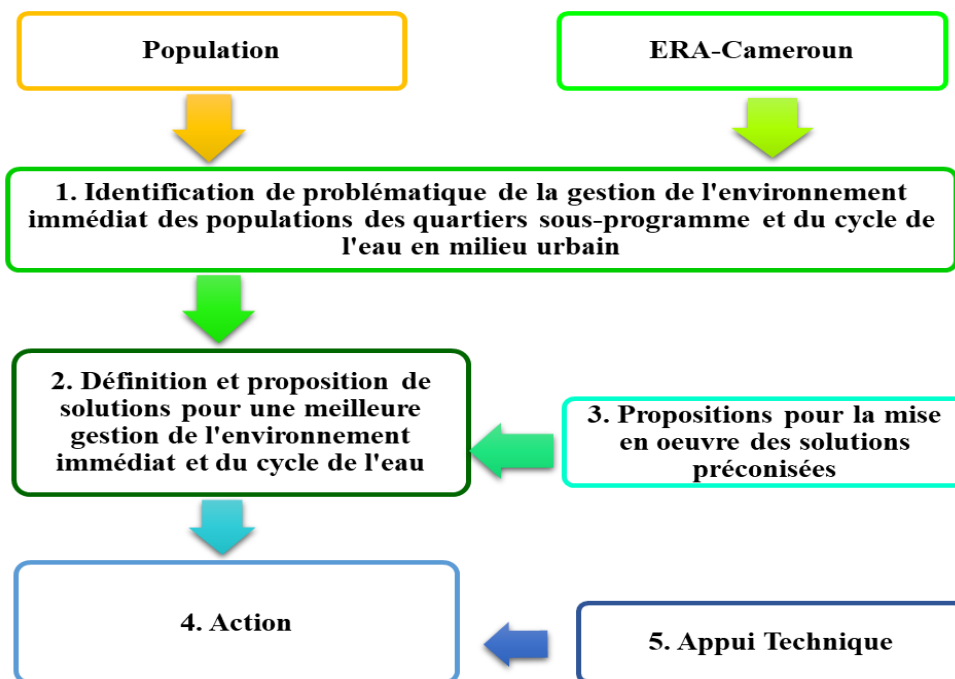 Population
ERA-Cameroun
1. Identification de problématique de la gestion de l'environnement
immédiat des populations des quartiers sous-programme et du cycle de
l'eau en milieu urbain
2. Définition et proposition de
solutions pour une meilleure
gestion de l'environnement
immédiat et du cycle de l'eau
3. Propositions pour la mise
en oeuvre des solutions
préconisées
4. Action
5. Appui Technique